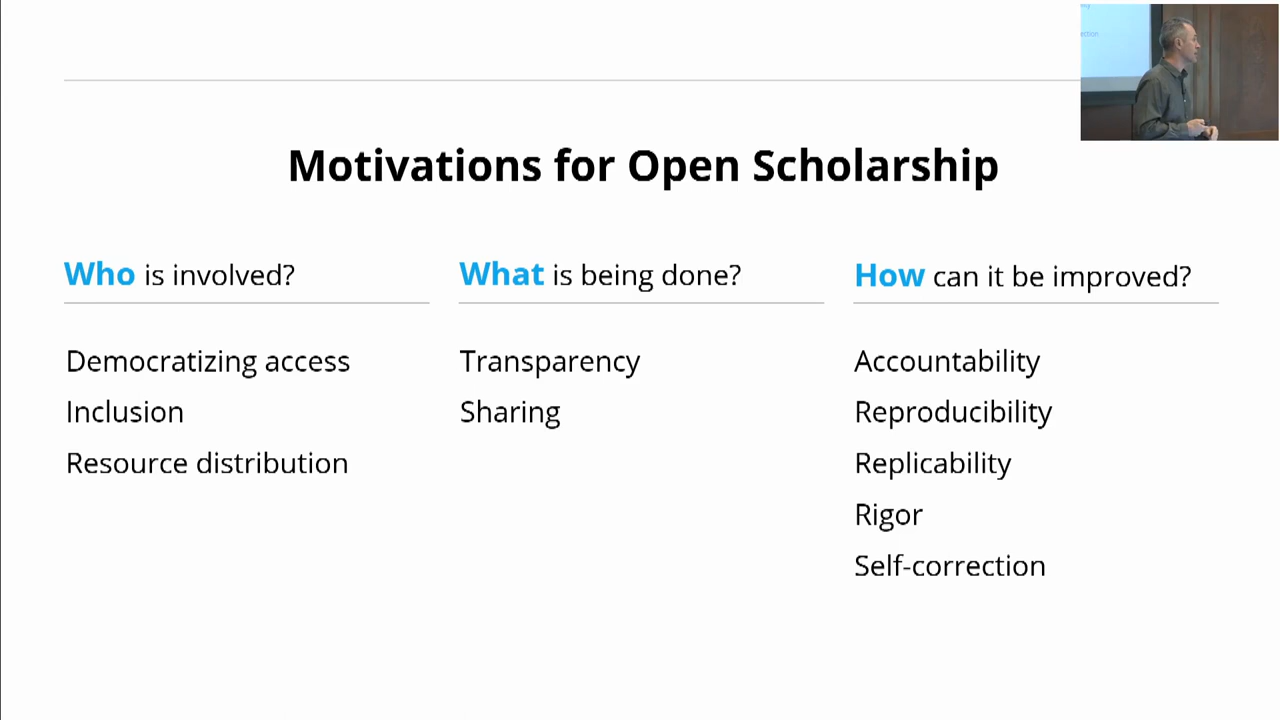 Motivations for Open Scholarship
Who is involved?
Democratizing access
Inclusion
Resource distribution
What is being done?
Transparency
Sharing
How can it be improved?
Accountability
Reproducibility
Replicability
Rigor
Self-correction